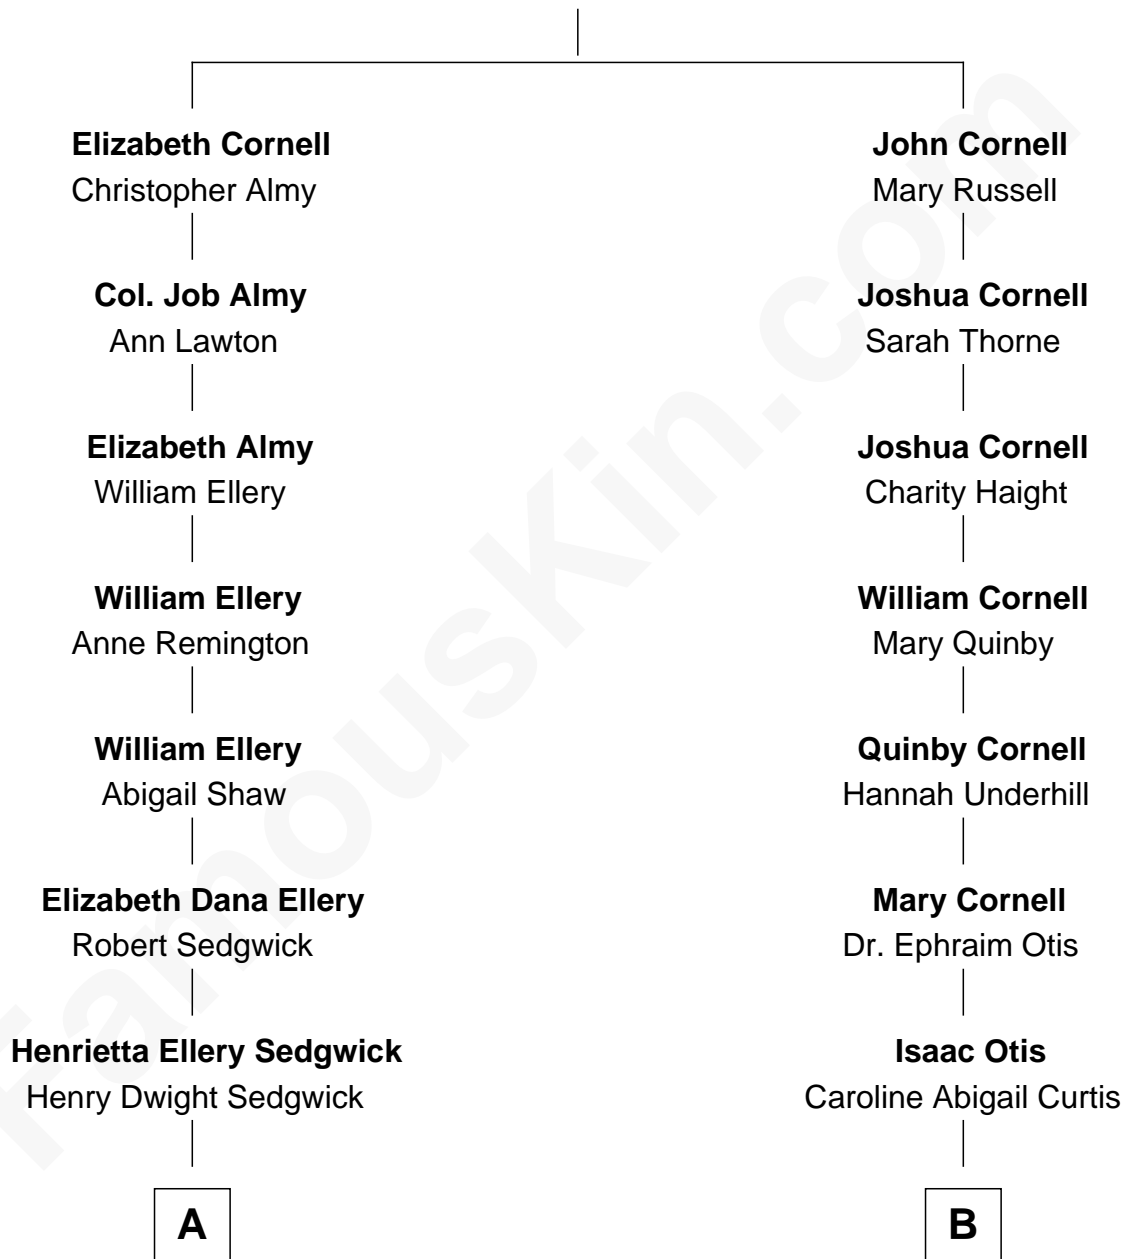 Elizabeth Cornell
Christopher Almy
John Cornell
Mary Russell
Col. Job Almy
Ann Lawton
Joshua Cornell
Sarah Thorne
Elizabeth Almy
William Ellery
Joshua Cornell
Charity Haight
William Ellery
Anne Remington
William Cornell
Mary Quinby
William Ellery
Abigail Shaw
Quinby Cornell
Hannah Underhill
Elizabeth Dana Ellery
Robert Sedgwick
Mary Cornell
Dr. Ephraim Otis
Henrietta Ellery Sedgwick
Henry Dwight Sedgwick
Isaac Otis
Caroline Abigail Curtis
A
B
FamousKin.com